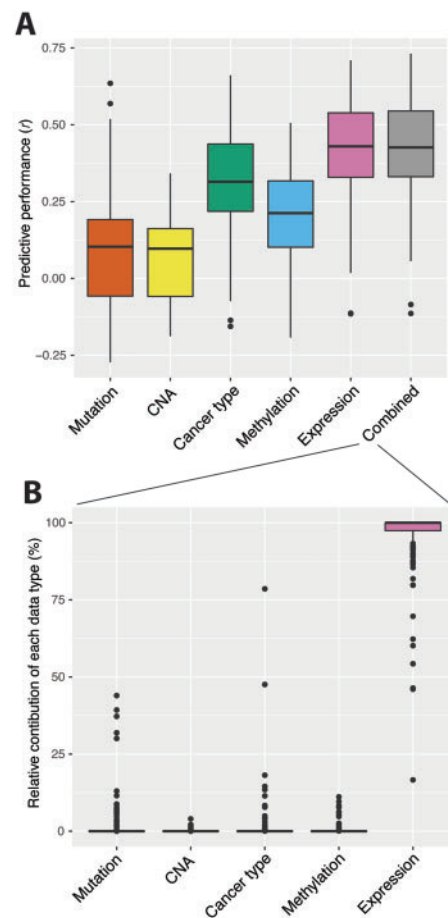 A
Predictive performance (r)
0.75
0.50
0.25
0.00
−0.25
Mutation
CNA
Cancer type
Methylation
Expression
Combined
B
Relative contibution of each data type (%)
100
75
50
25
0
Mutation
CNA
Cancer type
Methylation
Expression